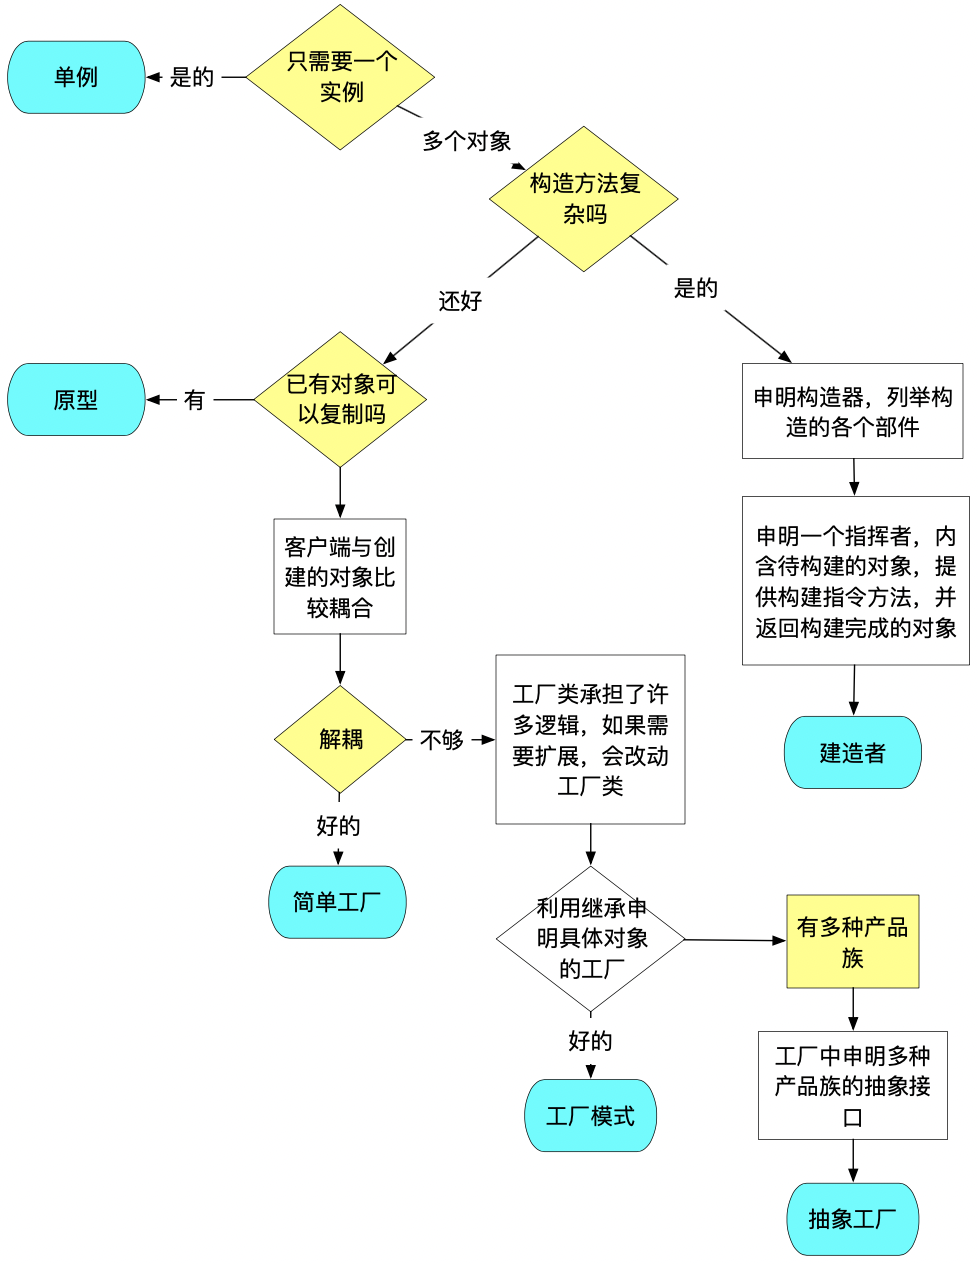 只需要一个
实例
单例
是的
多个对象
构造方法复
杂吗
还好
是的
已有对象可
以复制吗
有
原型
申明构造器，列举构
造的各个部件
客户端与创
建的对象比
较耦合
申明一个指挥者，内
含待构建的对象，提
供构建指令方法，并
返回构建完成的对象
解耦
不够
工厂类承担了许
多逻辑，如果需
要扩展，会改动
工厂类
建造者
好的
简单工厂
利用继承申
明具体对象
的工厂
有多种产品
族
好的
工厂模式
工厂中申明多种
产品族的抽象接
口
抽象工厂